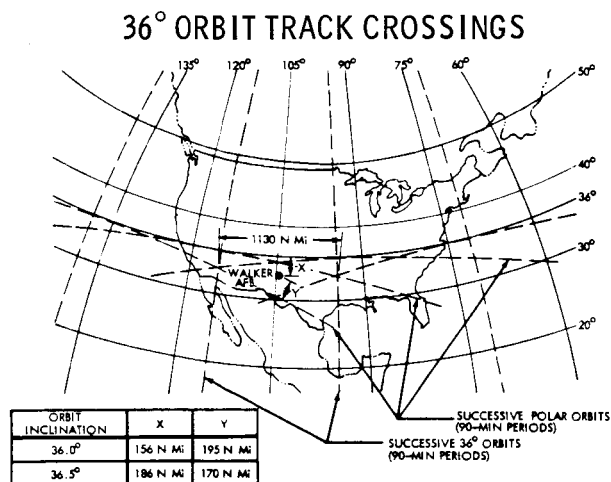 36° ORBIT TRACK CROSSINGS
135° 120° 105° 90° 75° 60°
50°
40°
36°
30°
20°
1130 N Mi
X
WALKER
AFB
Y
SUCCESSIVE POLAR ORBITS
(90-MIN PERIODS)
SUCCESSIVE 36° ORBITS
(90-MIN PERIODS)
ORBIT INCLINATION X Y
36.0° 156 N Mi 195 N Mi
36.5° 186 N Mi 170 N Mi